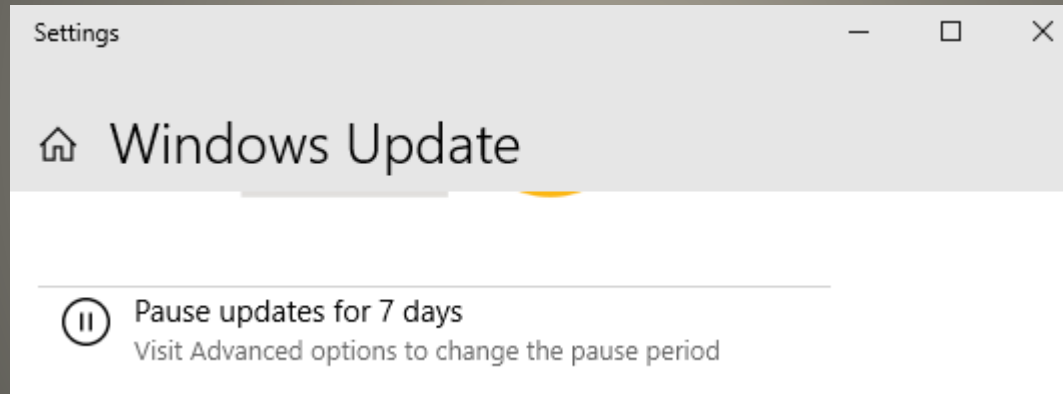 Settings
Windows Update
Pause updates for 7 days
Visit Advanced options to change the pause period